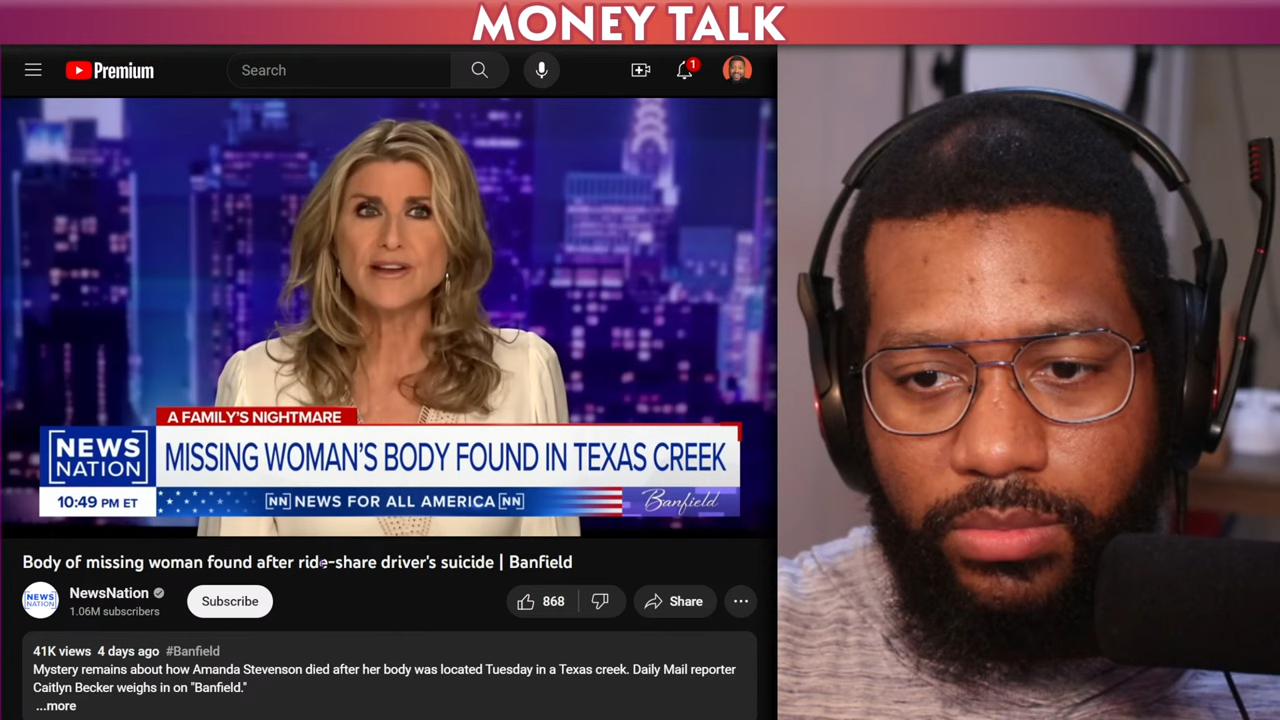 MONEY TALK
Premium
Search
1
A FAMILY'S NIGHTMARE
NEWS
NATION
MISSING WOMAN'S BODY FOUND IN TEXAS CREEK
10:49 PM ET
NN NEWS FOR ALL AMERICA NN
Banfield
Body of missing woman found after ride-share driver's suicide | Banfield
NEWS
NATION
NewsNation
1.06M subscribers
Subscribe
868
Share
41K views 4 days ago #Banfield
Mystery remains about how Amanda Stevenson died after her body was located Tuesday in a Texas creek. Daily Mail reporter
Caitlyn Becker weighs in on "Banfield."
...more